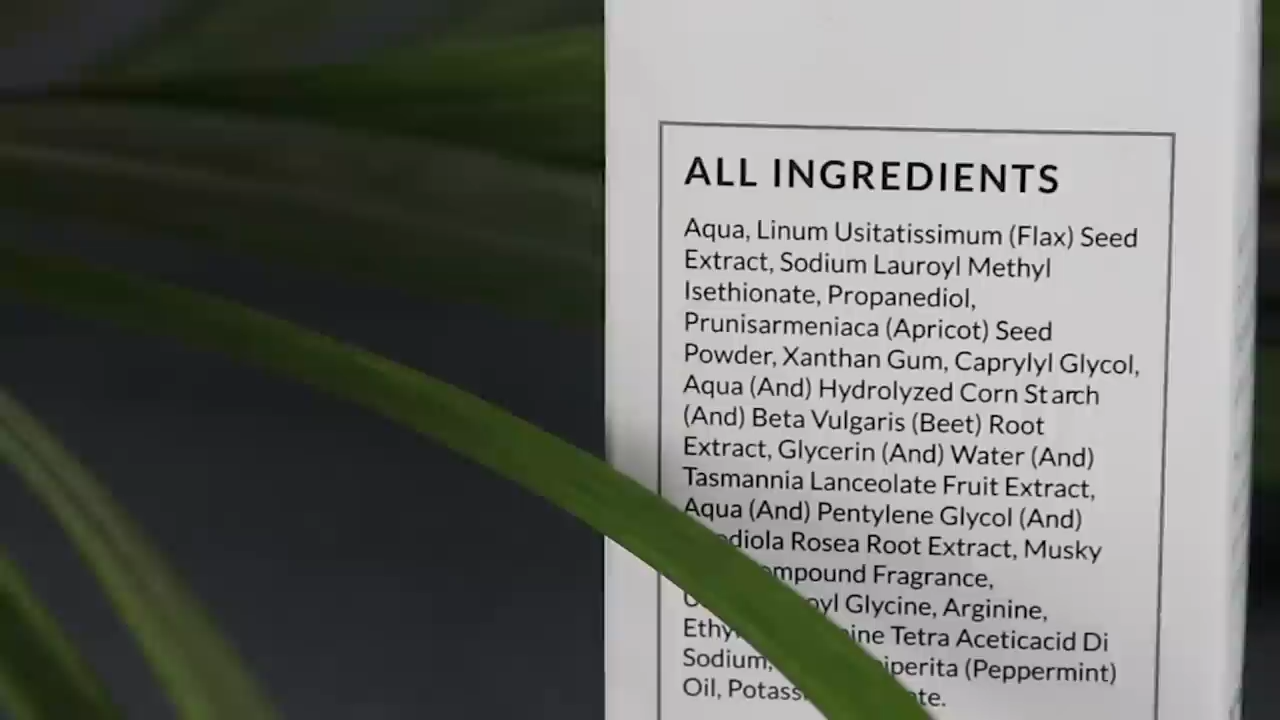 ALL INGREDIENTS
Aqua, Linum Usitatissimum (Flax) Seed
Extract, Sodium Lauroyl Methyl
Isethionate, Propanediol,
Prunisarmeniaca (Apricot) Seed
Powder, Xanthan Gum, Caprylyl Glycol,
Aqua (And) Hydrolyzed Corn Starch
(And) Beta Vulgaris (Beet) Root
Extract, Glycerin (And) Water (And)
Tasmannia Lanceolate Fruit Extract,
Aqua (And) Pentylene Glycol (And)
Rosea Root Extract, Musky
Fragrance,
Glycine, Arginine,
Tetra Aceticacid Di
Sodium, (Peppermint)
Oil,